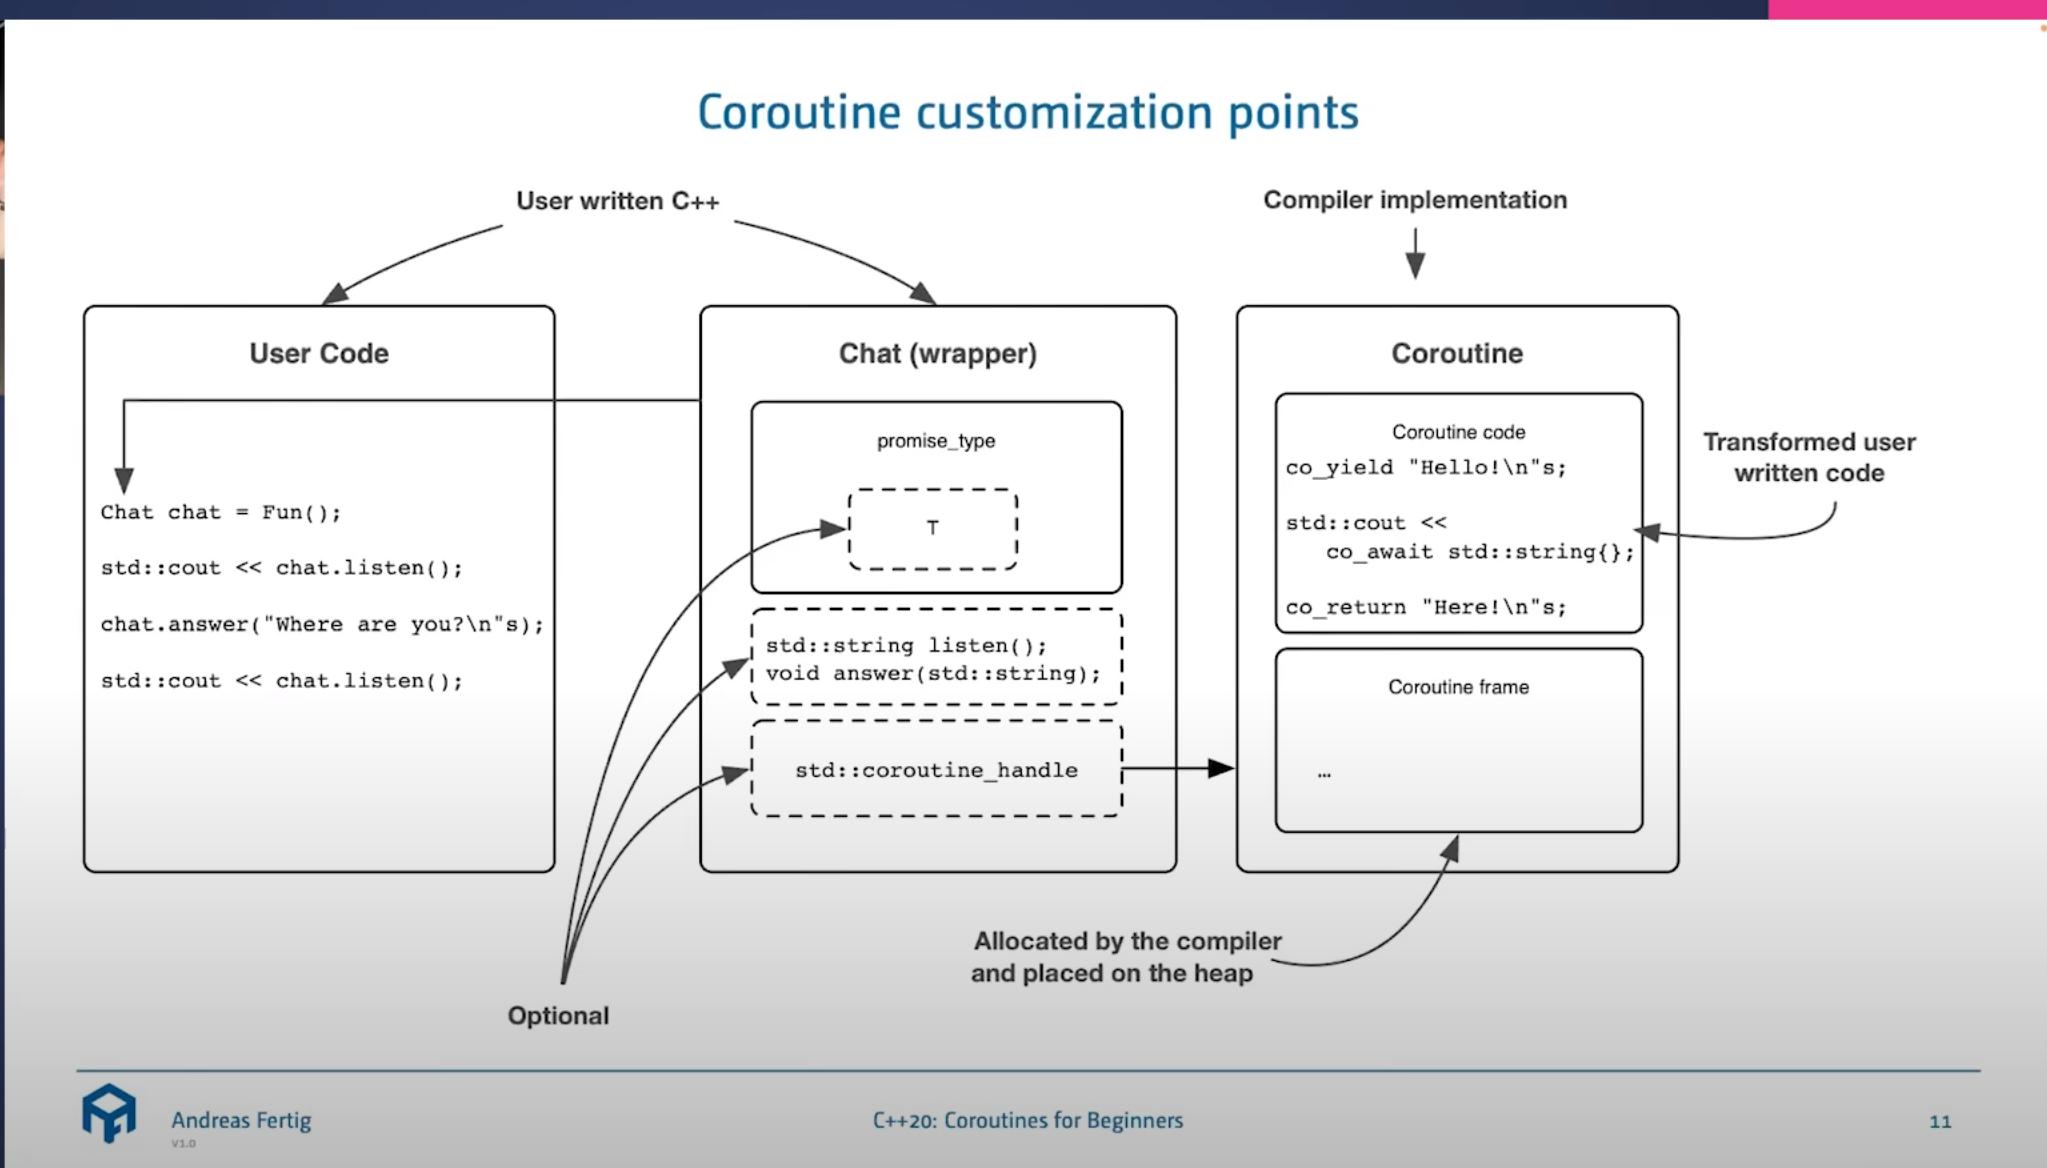 Coroutine customization points
User written C++
Compiler implementation
User Code
Chat chat = Fun();
std::cout << chat.listen();
chat.answer("Where are you?\n"s);
std::cout << chat.listen();
Chat (wrapper)
promise_type
T
std::string listen();
void answer(std::string);
std::coroutine_handle
Coroutine
Coroutine code
co_yield "Hello!\n"s;
std::cout <<
co_await std::string{};
co_return "Here!\n"s;
Coroutine frame
…
Transformed user
written code
Allocated by the compiler
and placed on the heap
Optional
Andreas Fertig
v1.0
C++20: Coroutines for Beginners
11